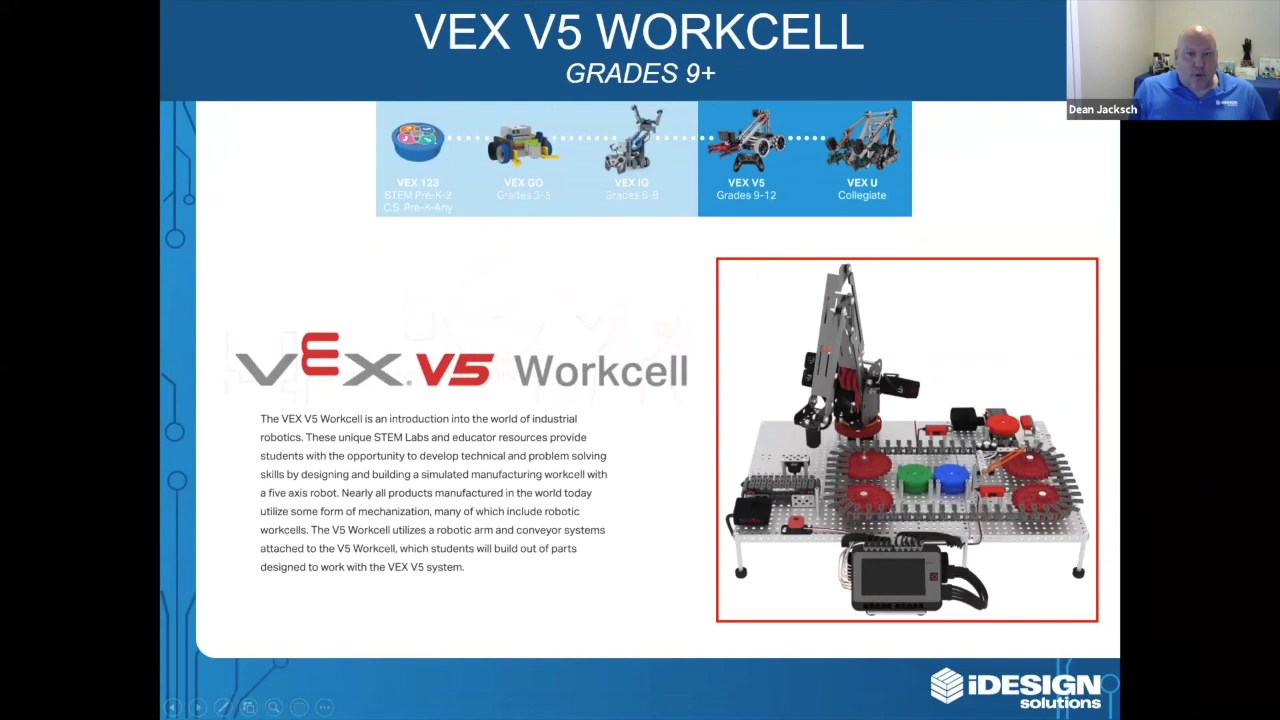 VEX V5 WORKCELL
GRADES 9+
Dean Jacksch
VEX 123
STEM Pre-K-2
C.S. Pre-K-Any
VEX GO
Grades 3-5
VEX IQ
Grades 6-8
VEX V5
Grades 9-12
VEX U
Collegiate
VEX V5 Workcell
The VEX V5 Workcell is an introduction into the world of industrial
robotics. These unique STEM Labs and educator resources provide
students with the opportunity to develop technical and problem solving
skills by designing and building a simulated manufacturing workcell with
a five axis robot. Nearly all products manufactured in the world today
utilize some form of mechanization, many of which include robotic
workcells. The V5 Workcell utilizes a robotic arm and conveyor systems
attached to the V5 Workcell, which students will build out of parts
designed to work with the VEX V5 system.
iDESIGN
solutions